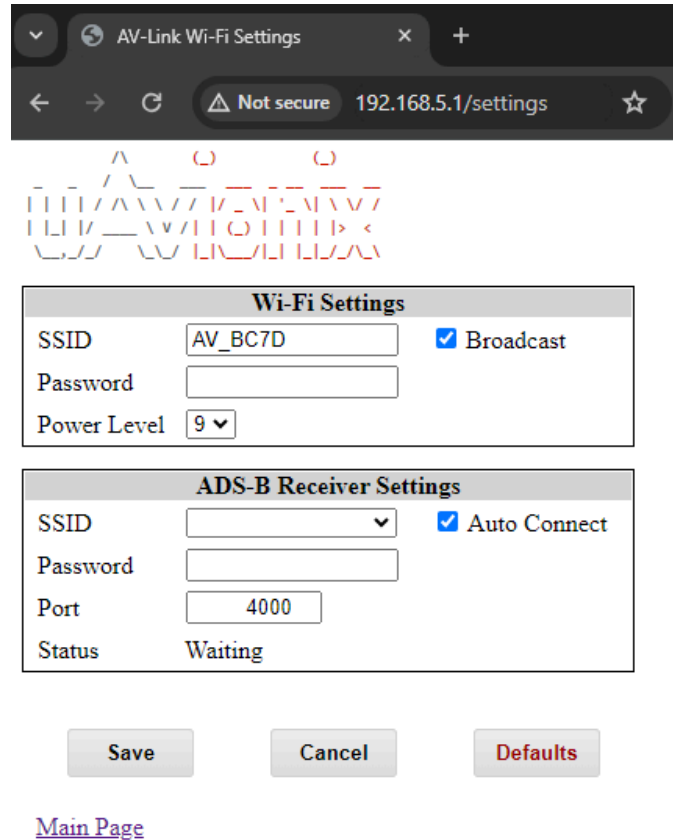 AV-Link Wi-Fi Settings
Not secure 192.168.5.1/settings
uAvionix
Wi-Fi Settings
SSID AV_BC7D Broadcast
Password
Power Level 9
ADS-B Receiver Settings
SSID Auto Connect
Password
Port 4000
Status Waiting
Save Cancel Defaults
Main Page